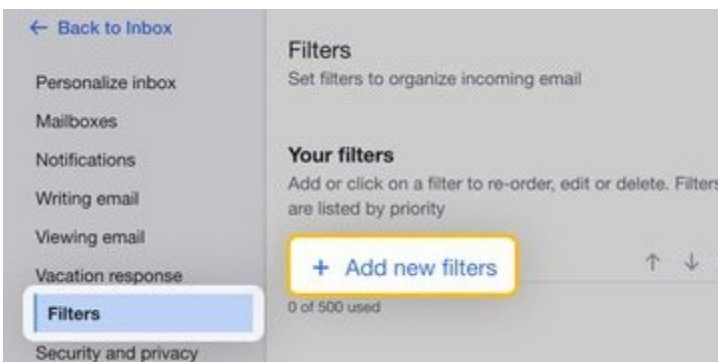 ← Back to Inbox
Personalize inbox
Mailboxes
Notifications
Writing email
Viewing email
Vacation response
Filters
Security and privacy
Filters
Set filters to organize incoming email
Your filters
Add or click on a filter to re-order, edit or delete. Filters
are listed by priority
+ Add new filters
0 of 500 used